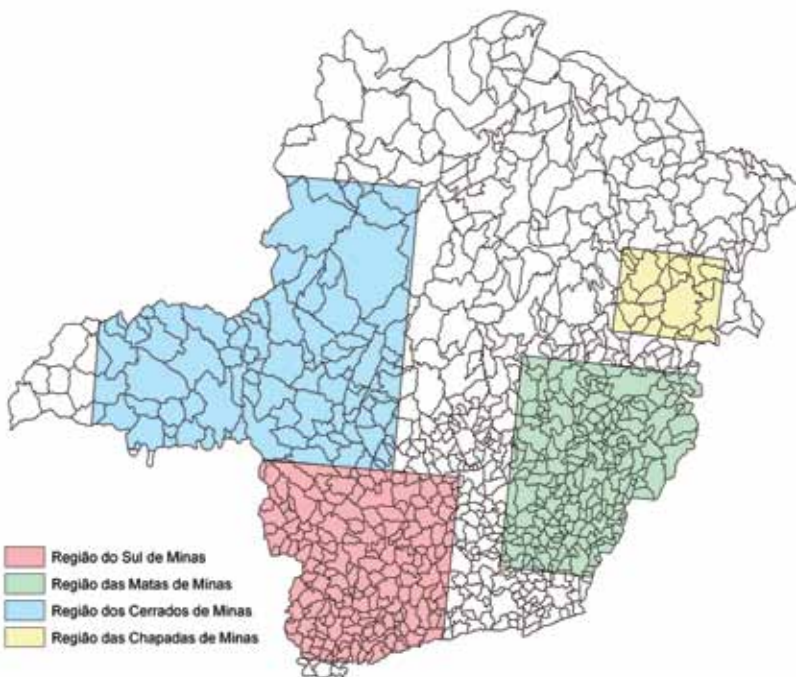 Região do Sul de Minas
Região das Matas de Minas
Região dos Cerrados de Minas
Região das Chapadas de Minas